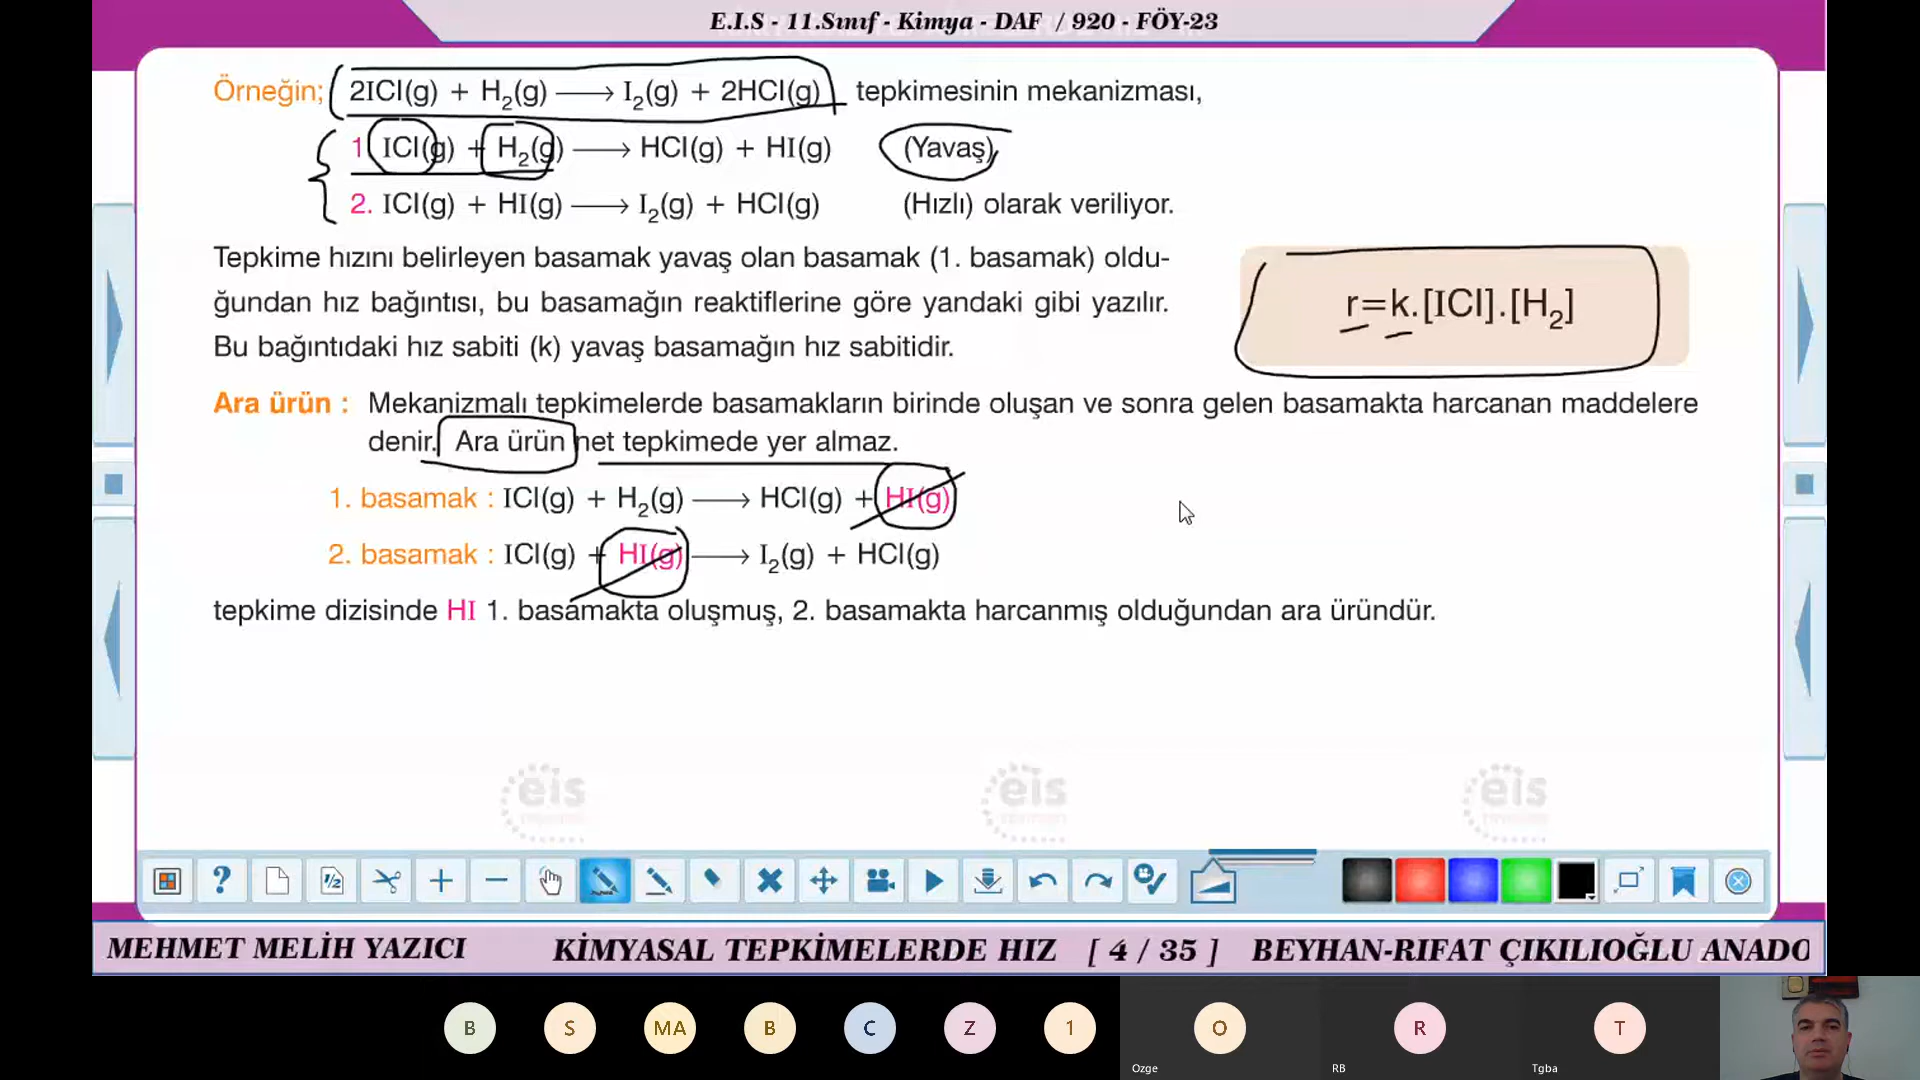 E.I.S - 11.Sınıf - Kimya - DAF / 920 - FÖY-23
Örneğin; 2ICl(g) + H₂(g) ⟶ I₂(g) + 2HCl(g) tepkimesinin mekanizması,
1 ICl(g) + H₂(g) ⟶ HCl(g) + HI(g) (Yavaş)
2. ICl(g) + HI(g) ⟶ I₂(g) + HCl(g) (Hızlı) olarak veriliyor.
Tepkime hızını belirleyen basamak yavaş olan basamak (1. basamak) oldu-
ğundan hız bağıntısı, bu basamağın reaktiflerine göre yandaki gibi yazılır.
Bu bağıntıdaki hız sabiti (k) yavaş basamağın hız sabitidir.
r=k.[ICl].[H₂]
Ara ürün : Mekanizmalı tepkimelerde basamakların birinde oluşan ve sonra gelen basamakta harcanan maddelere
denir. Ara ürün net tepkimede yer almaz.
1. basamak : ICl(g) + H₂(g) ⟶ HCl(g) + HI(g)
2. basamak : ICl(g) + HI(g) ⟶ I₂(g) + HCl(g)
tepkime dizisinde HI 1. basamakta oluşmuş, 2. basamakta harcanmış olduğundan ara üründür.
eis eis eis
? 1/2
MEHMET MELİH YAZICI KİMYASAL TEPKİMELERDE HIZ [ 4 / 35 ] BEYHAN-RIFAT ÇIKILIOĞLU ANADO
B S MA B C Z 1 O R T
Ozge RB Tgba